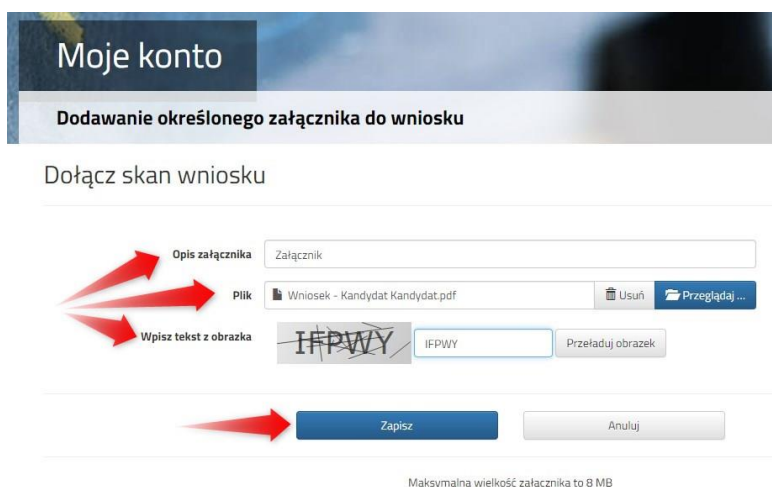 Moje konto
Dodawanie określonego załącznika do wniosku
Dołącz skan wniosku
Opis załącznika Załącznik
Plik Wniosek - Kandydat Kandydat.pdf Usuń Przeglądaj ...
Wpisz tekst z obrazka IFPWY IFPWY Przeładuj obrazek
Zapisz Anuluj
Maksymalna wielkość załącznika to 8 MB